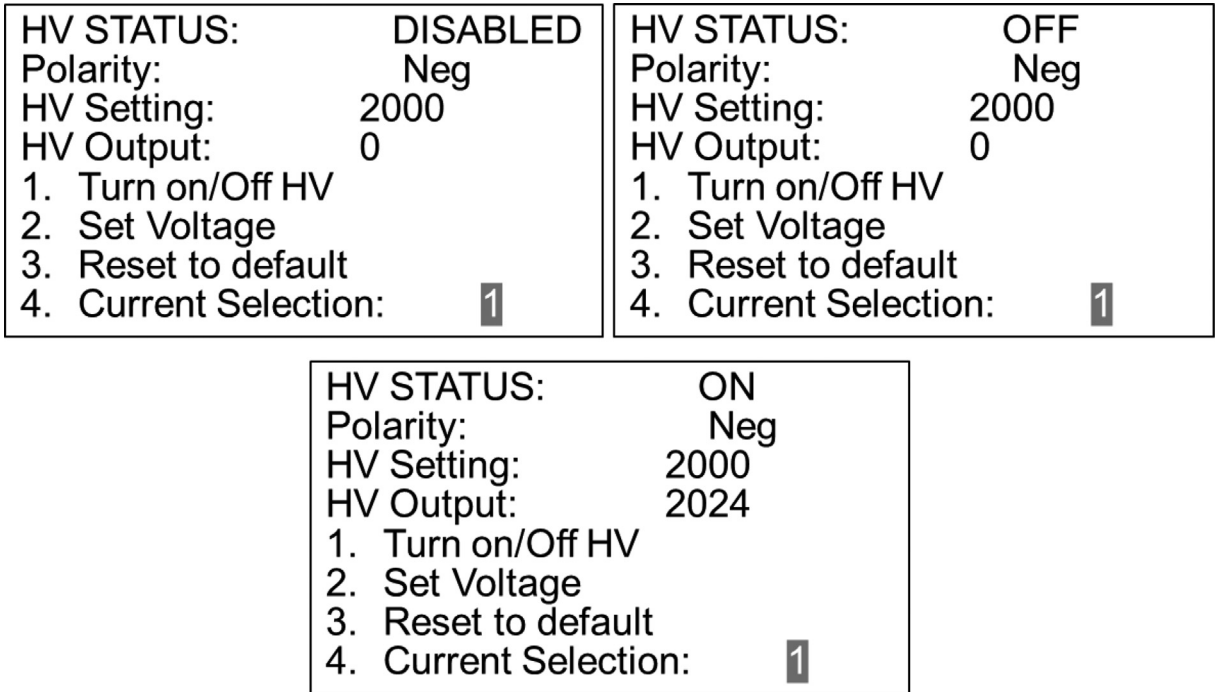 HV STATUS: DISABLED
Polarity: Neg
HV Setting: 2000
HV Output: 0
1. Turn on/Off HV
2. Set Voltage
3. Reset to default
4. Current Selection: 1
HV STATUS: OFF
Polarity: Neg
HV Setting: 2000
HV Output: 0
1. Turn on/Off HV
2. Set Voltage
3. Reset to default
4. Current Selection: 1
HV STATUS: ON
Polarity: Neg
HV Setting: 2000
HV Output: 2024
1. Turn on/Off HV
2. Set Voltage
3. Reset to default
4. Current Selection: 1